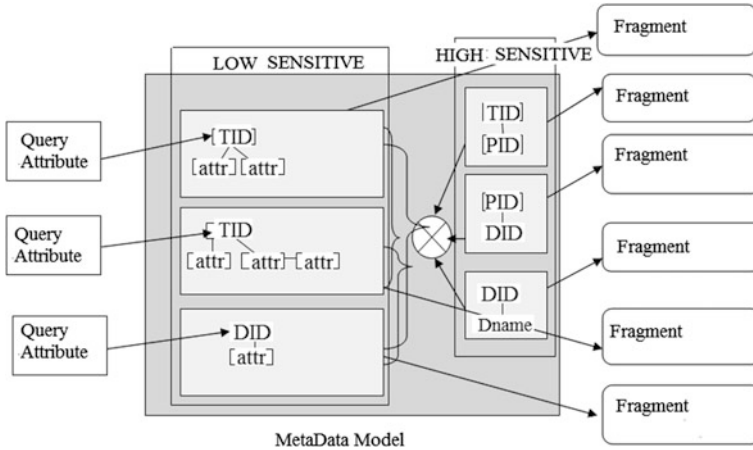 Fragment
LOW SENSITIVE
HIGH: SENSITIVE
Fragment
Query
Attribute
[TID]
[attr] [attr]
|TID
[PID]
Fragment
[PID]
DID
Query
Attribute
[TID
[attr] [attr]—[attr]
Fragment
DID
Dname
Query
Attribute
DID
[attr]
Fragment
Fragment
MetaData Model